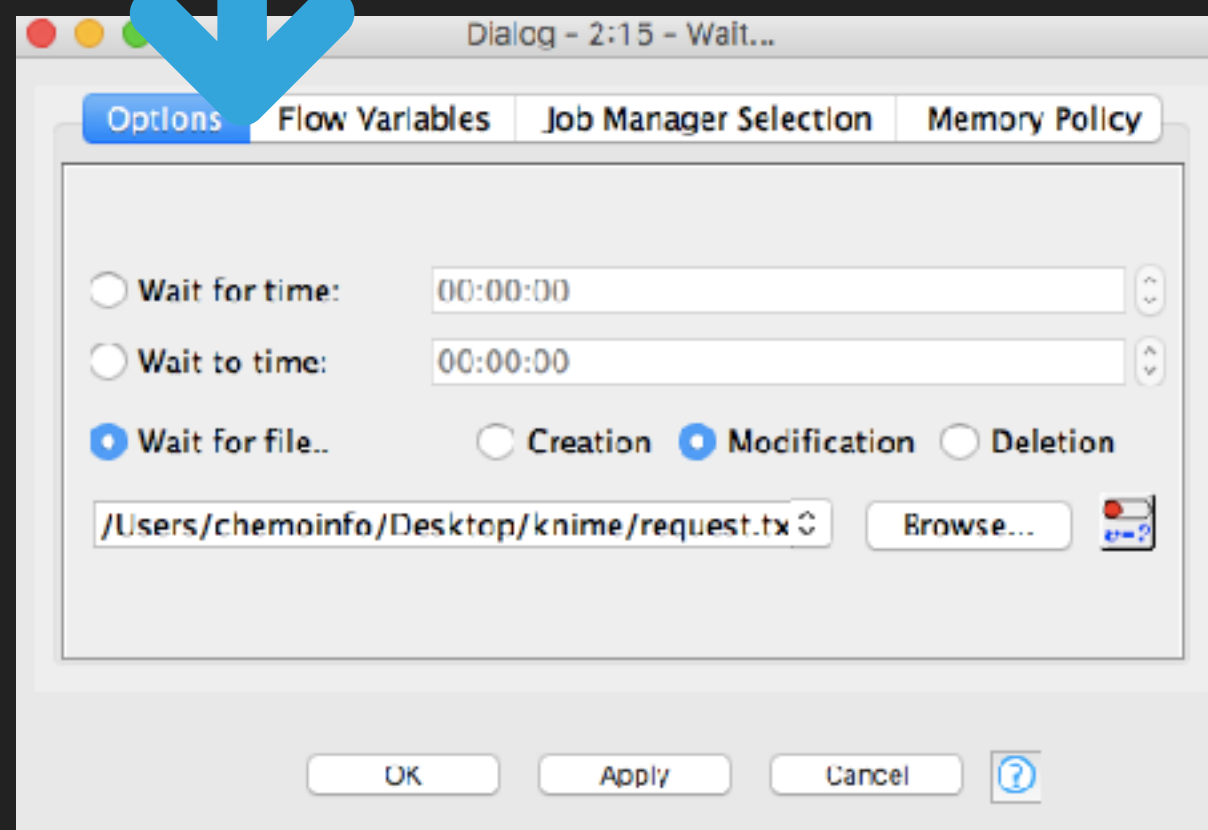 Dialog - 2:15 - Wait...
Options Flow Variables Job Manager Selection Memory Policy
Wait for time: 00:00:00
Wait to time: 00:00:00
Wait for file.. Creation Modification Deletion
/Users/chemoinfo/Desktop/knime/request.tx Browse... v=?
OK Apply Cancel ?